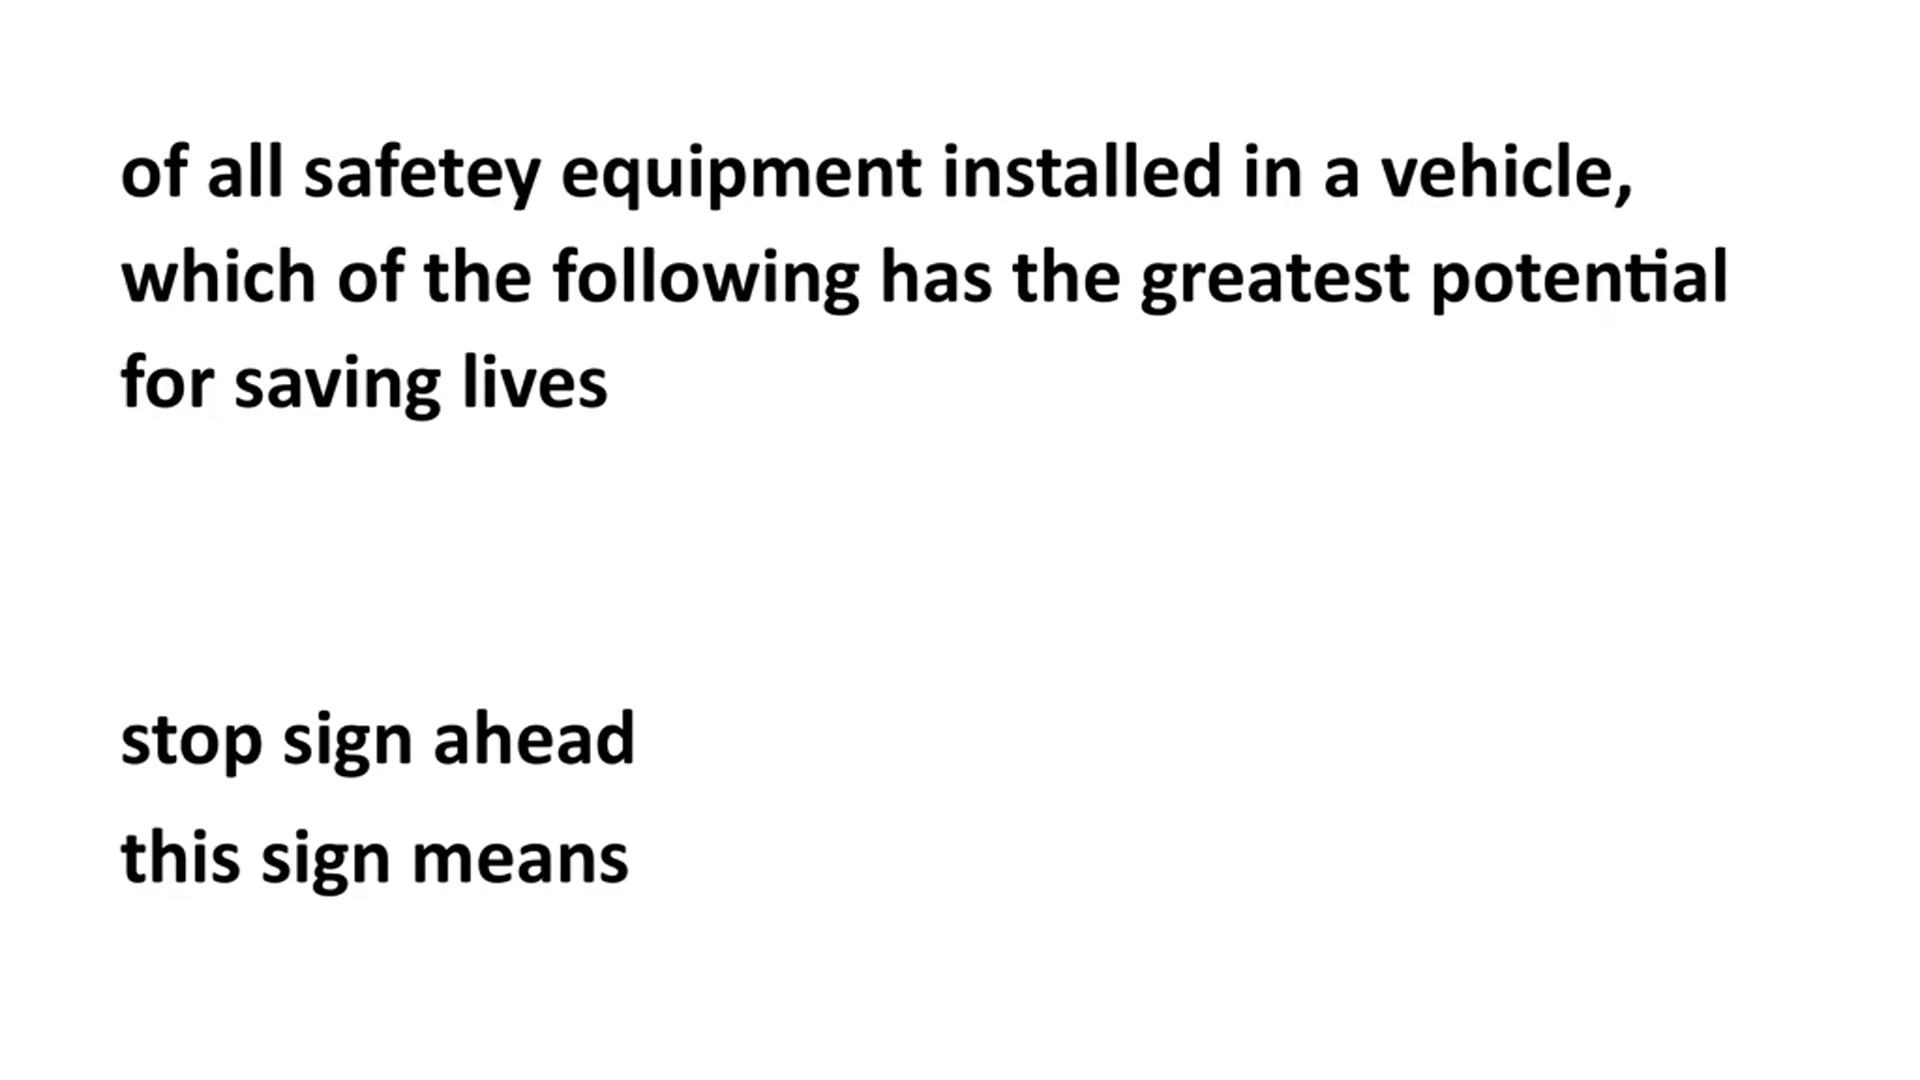 of all safetey equipment installed in a vehicle,
which of the following has the greatest potential
for saving lives
stop sign ahead
this sign means